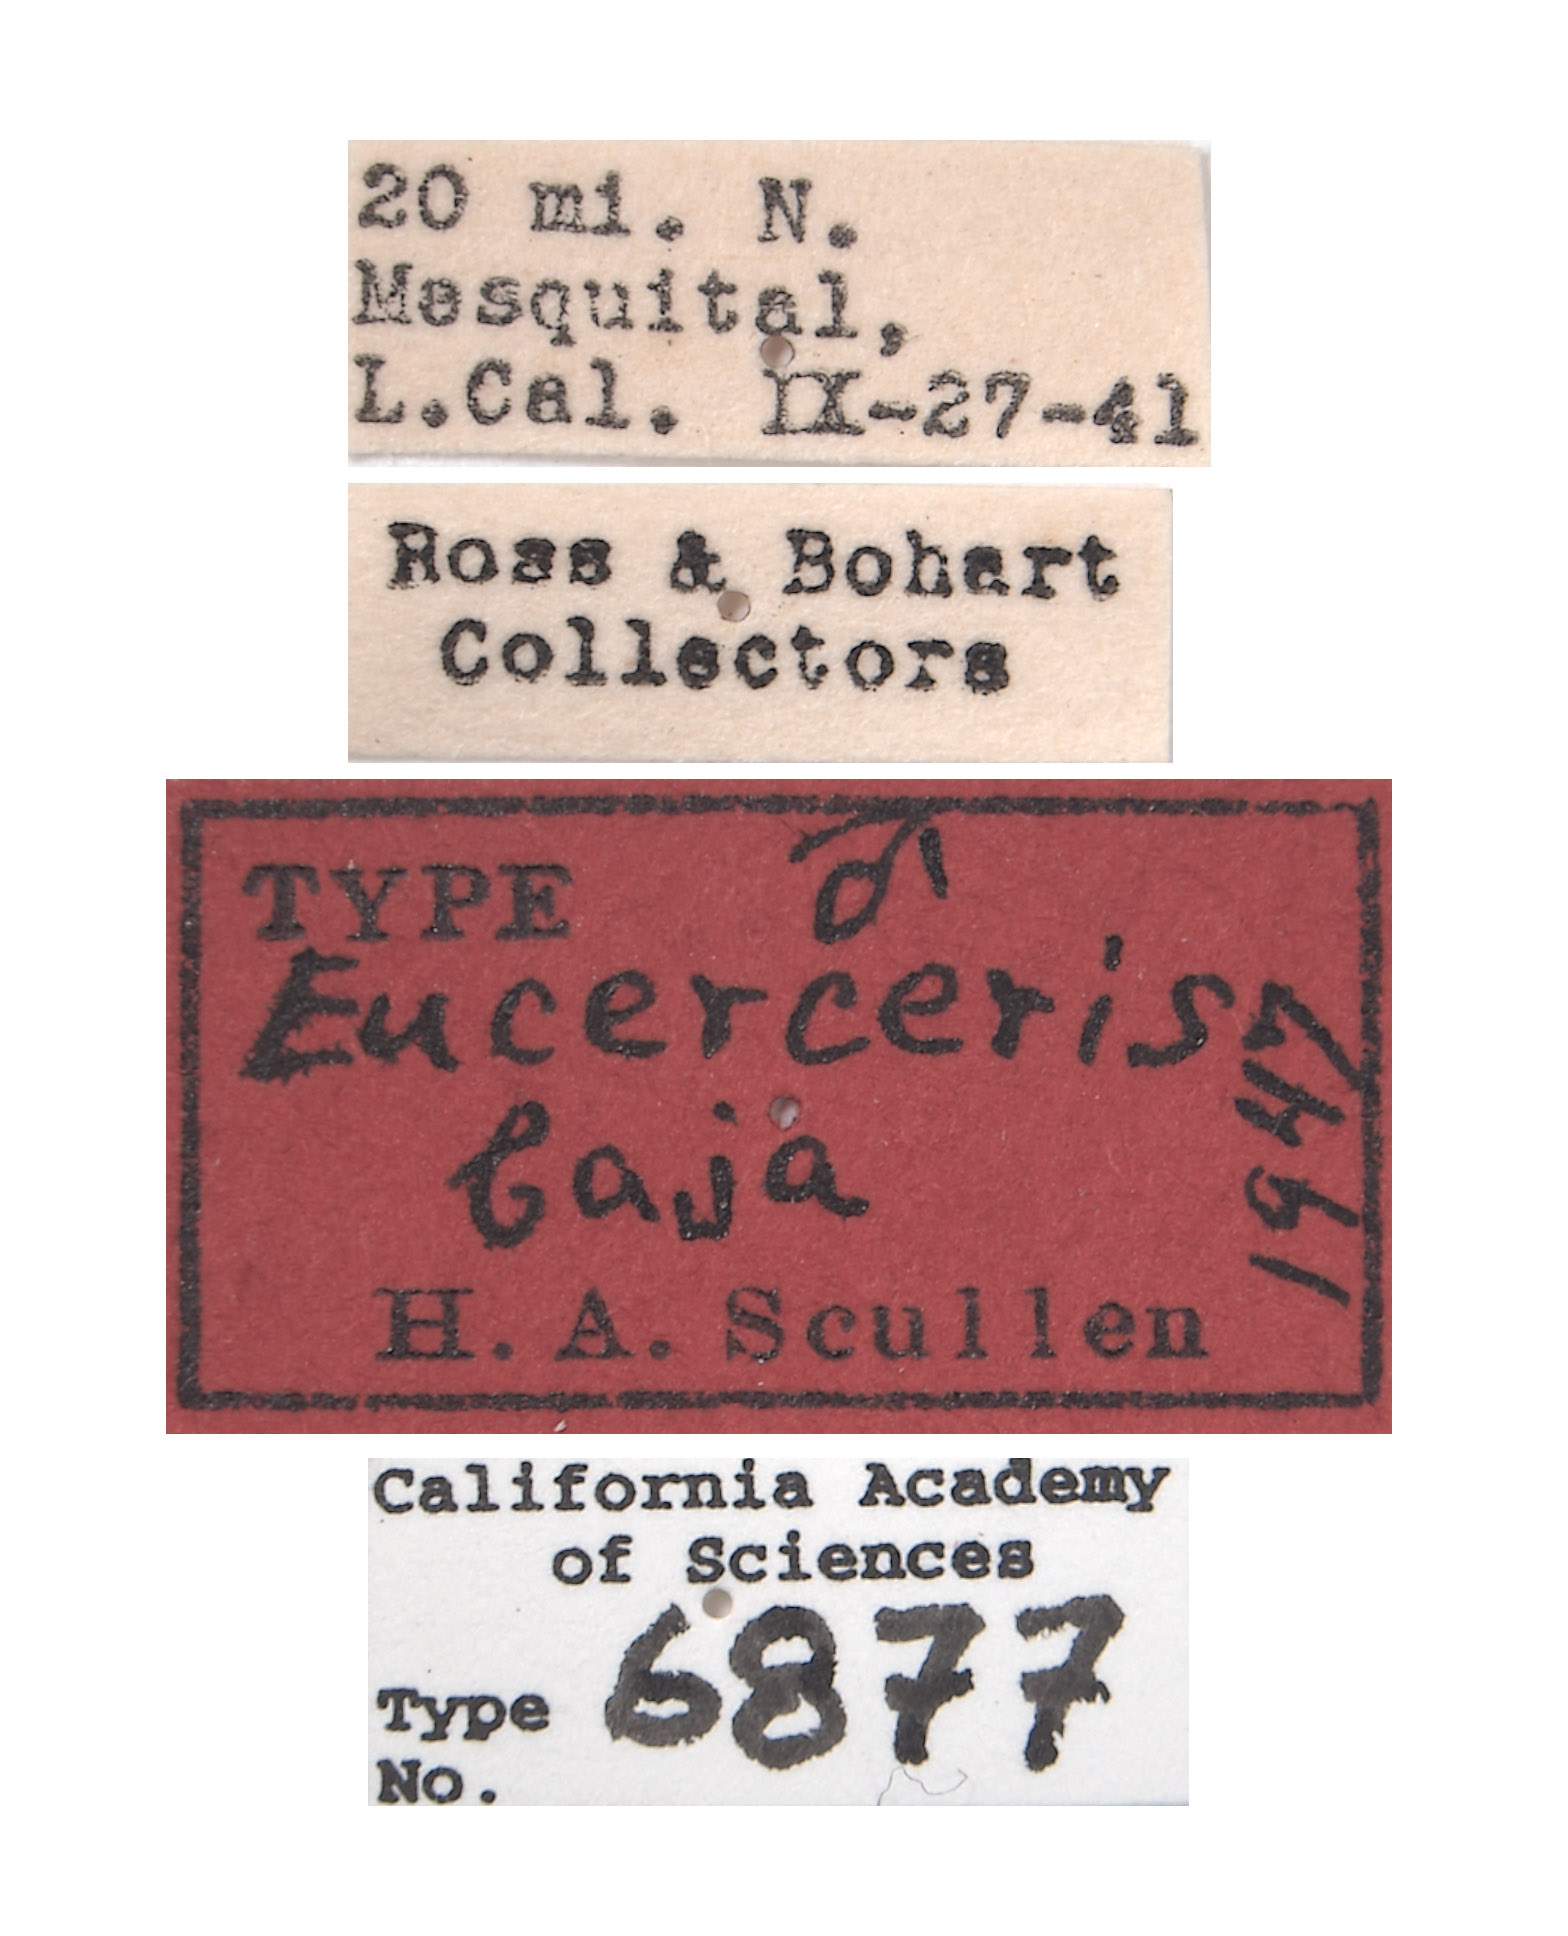 20 mi. N.
Mesquital,
L.Cal. IX-27-41
Ross & Bohart
Collectors
TYPE ♂
Eucerceris
baja
1947
H. A. Scullen
California Academy
of Sciences
Type 6877
No.